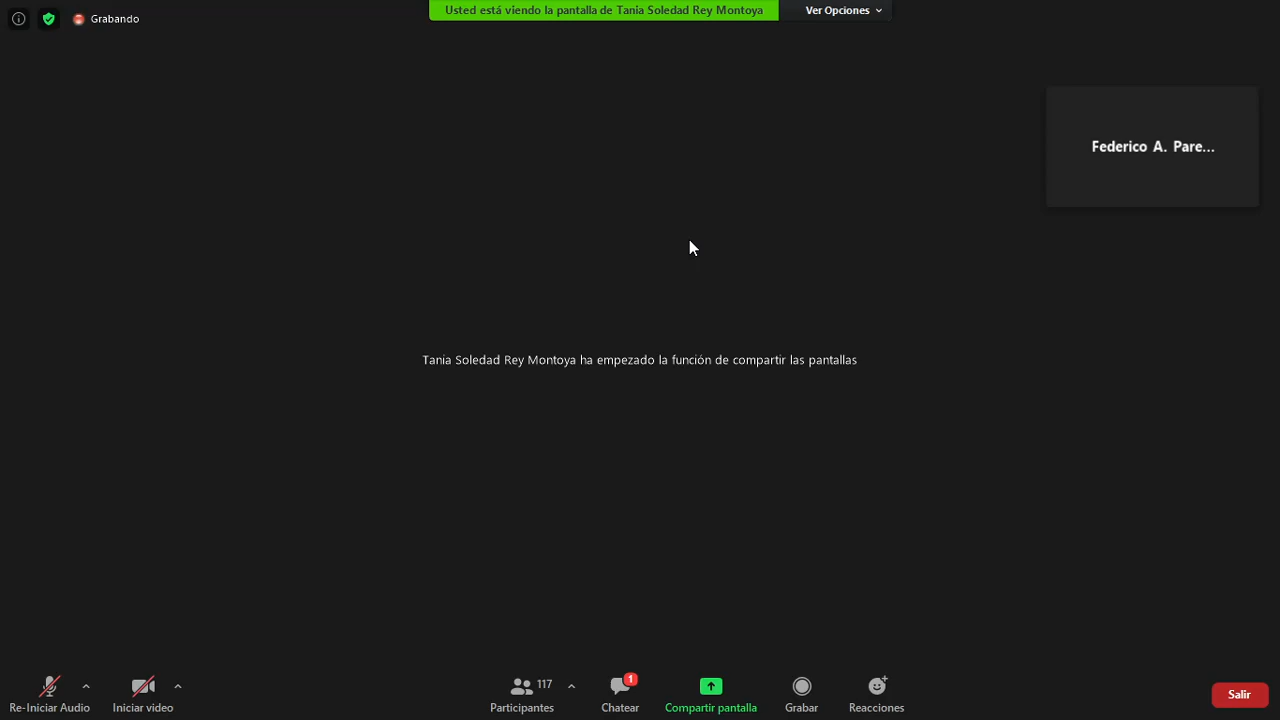 Grabando
Usted está viendo la pantalla de Tania Soledad Rey Montoya
Ver Opciones
Federico A. Pare...
Tania Soledad Rey Montoya ha empezado la función de compartir las pantallas
117
1
Re-Iniciar Audio
Iniciar video
Participantes
Chatear
Compartir pantalla
Grabar
Reacciones
Salir